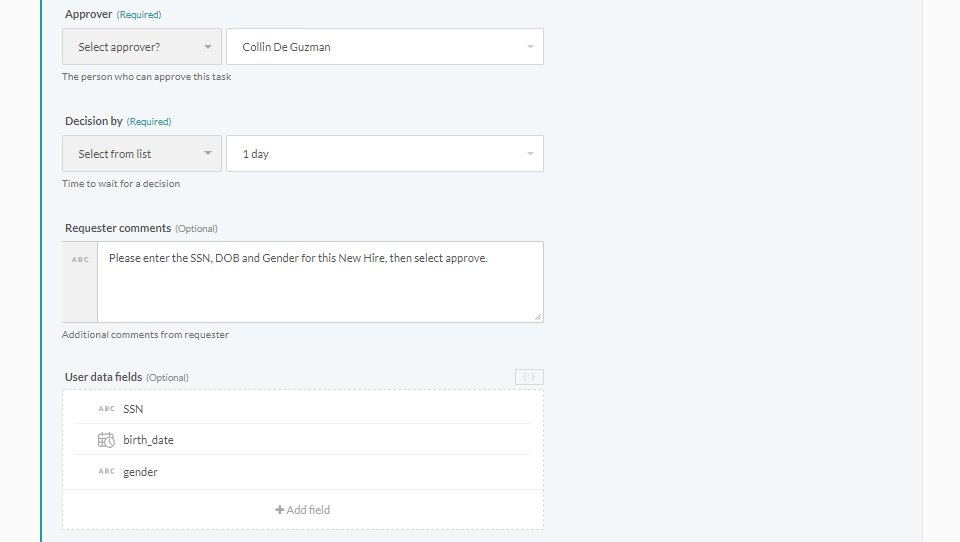 Approver (Required)
Select approver? Collin De Guzman
The person who can approve this task
Decision by (Required)
Select from list 1 day
Time to wait for a decision
Requester comments (Optional)
ABC Please enter the SSN, DOB and Gender for this New Hire, then select approve.
Additional comments from requester
User data fields (Optional) {:}
ABC SSN
birth_date
ABC gender
+ Add field